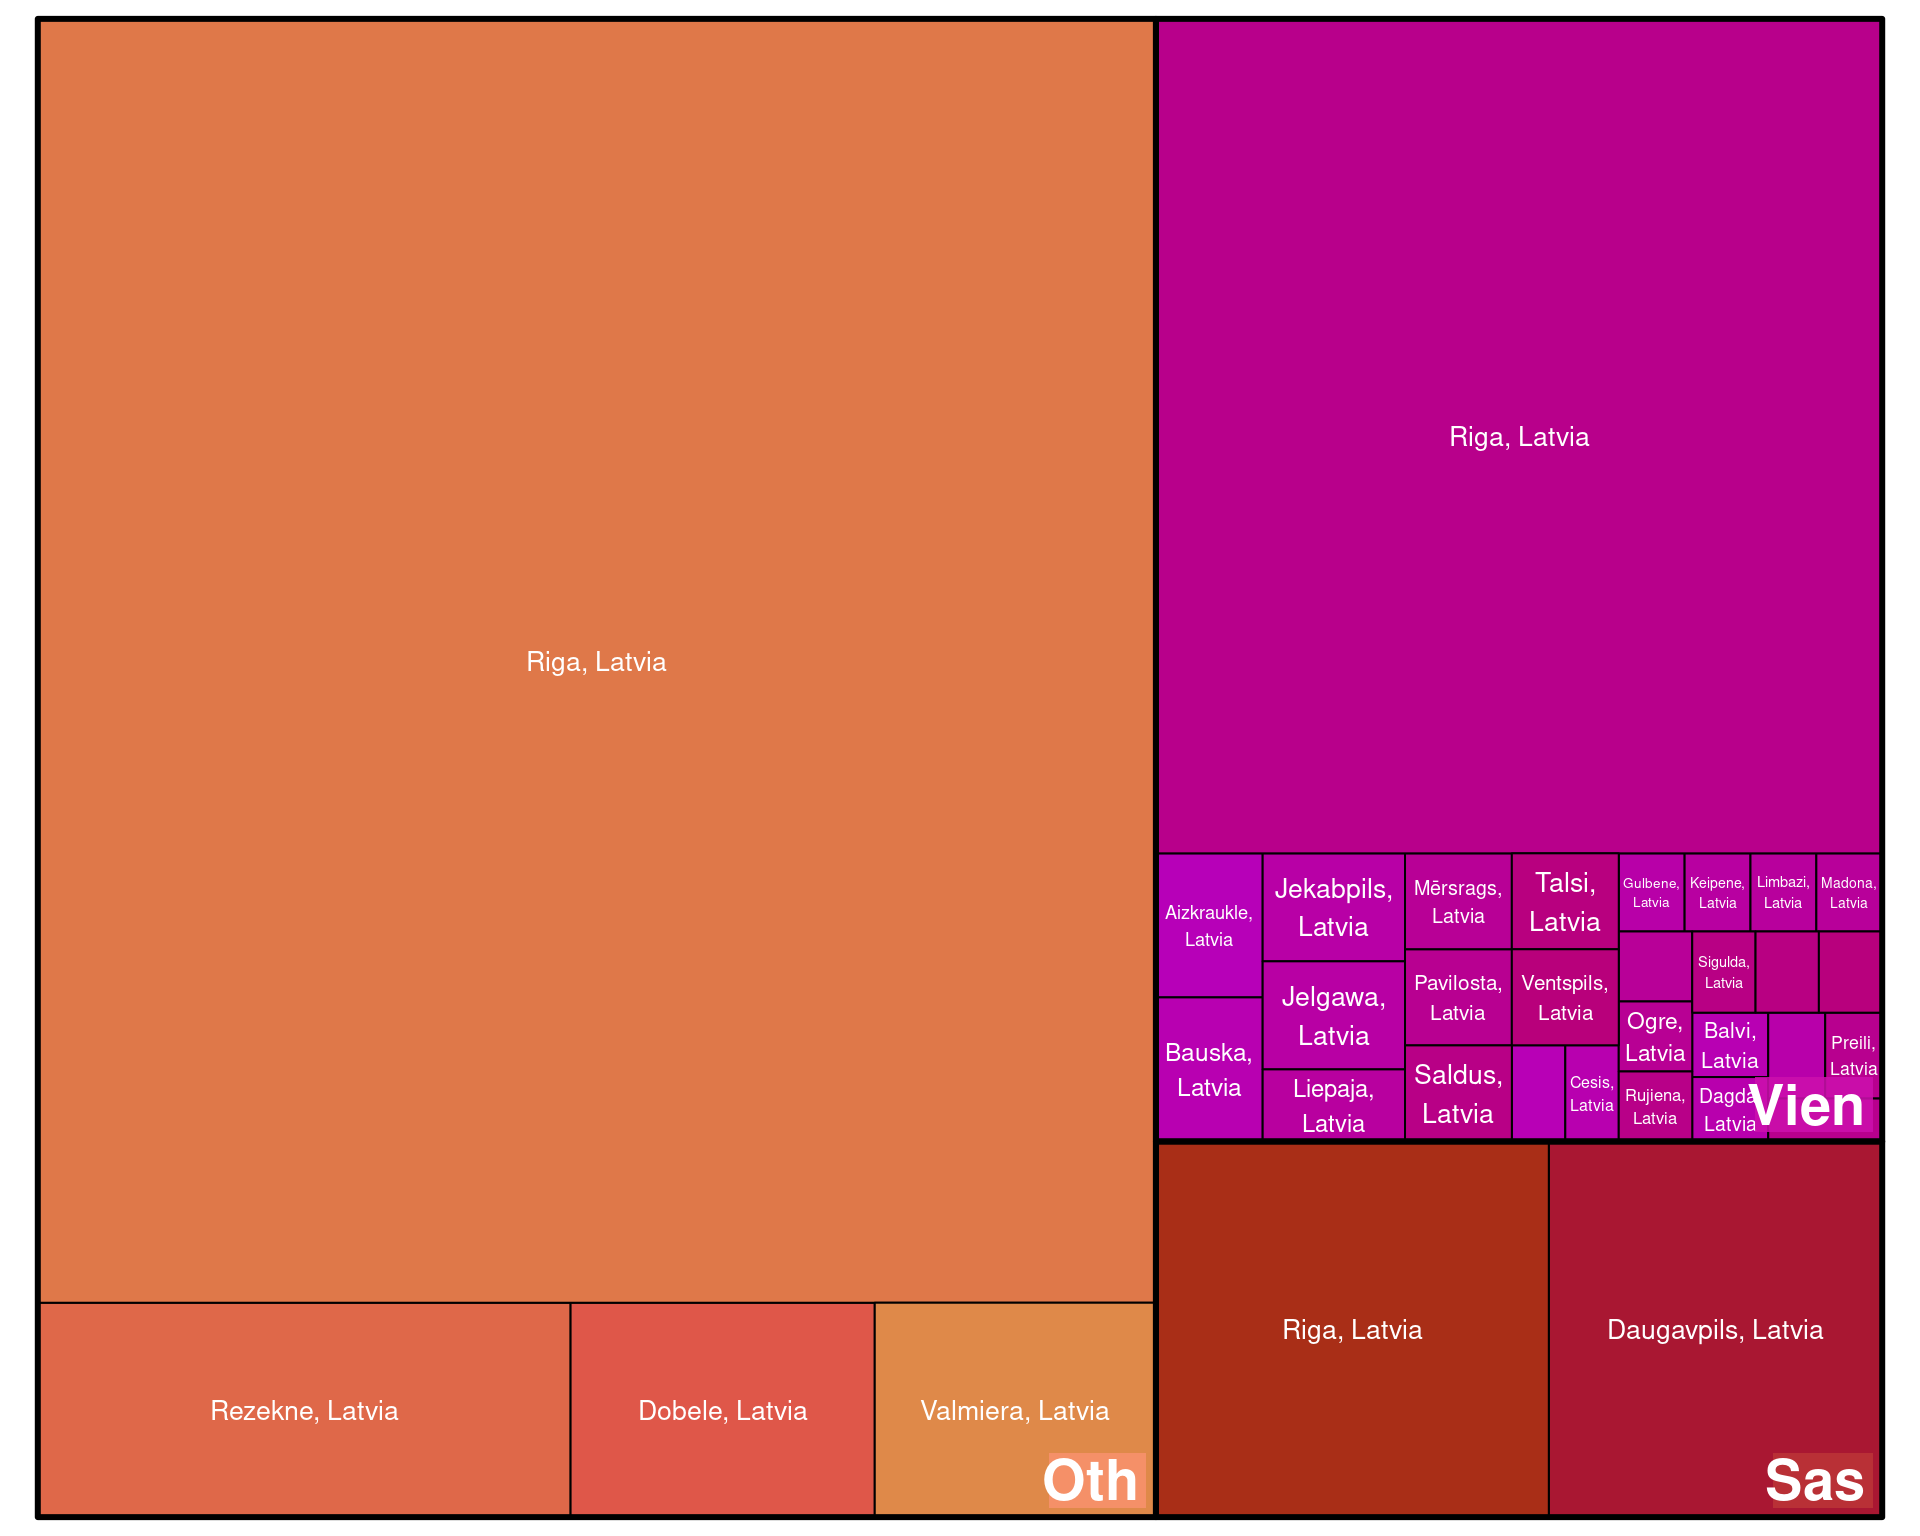 Riga, Latvia
Rezekne, Latvia
Dobele, Latvia
Valmiera, Latvia
Oth
Riga, Latvia
Aizkraukle,
Latvia
Bauska,
Latvia
Jekabpils,
Latvia
Jelgawa,
Latvia
Liepaja,
Latvia
Mērsrags,
Latvia
Pavilosta,
Latvia
Saldus,
Latvia
Talsi,
Latvia
Ventspils,
Latvia
Cesis,
Latvia
Gulbene,
Latvia
Keipene,
Latvia
Limbazi,
Latvia
Madona,
Latvia
Ogre,
Latvia
Rujiena,
Latvia
Sigulda,
Latvia
Balvi,
Latvia
Dagda
Latvia
Preili,
Latvia
Vien
Riga, Latvia
Daugavpils, Latvia
Sas